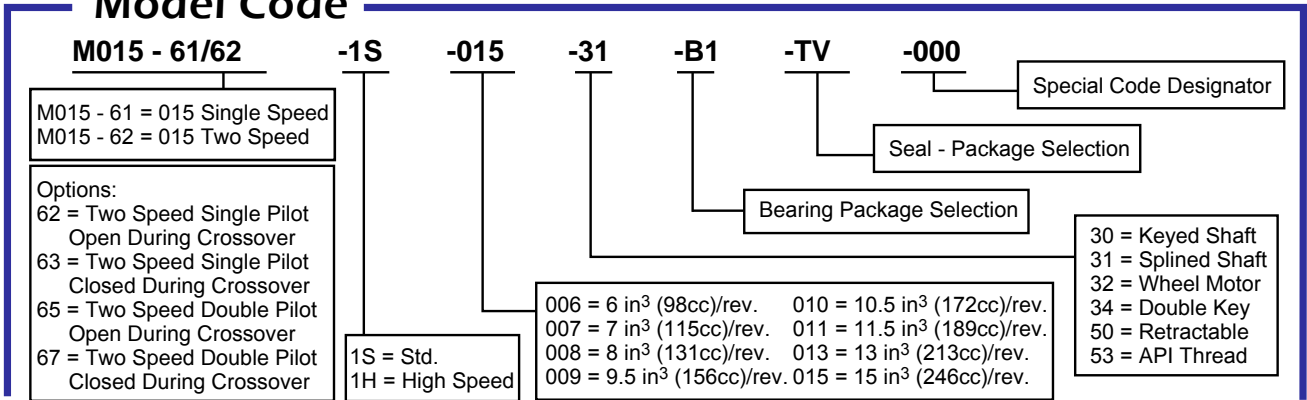 Model Code
M015 - 61/62 -1S -015 -31 -B1 -TV -000
Special Code Designator
M015 - 61 = 015 Single Speed
M015 - 62 = 015 Two Speed
Seal - Package Selection
Bearing Package Selection
Options:
62 = Two Speed Single Pilot
Open During Crossover
63 = Two Speed Single Pilot
Closed During Crossover
65 = Two Speed Double Pilot
Open During Crossover
67 = Two Speed Double Pilot
Closed During Crossover
1S = Std.
1H = High Speed
006 = 6 in³ (98cc)/rev. 010 = 10.5 in³ (172cc)/rev.
007 = 7 in³ (115cc)/rev. 011 = 11.5 in³ (189cc)/rev.
008 = 8 in³ (131cc)/rev. 013 = 13 in³ (213cc)/rev.
009 = 9.5 in³ (156cc)/rev. 015 = 15 in³ (246cc)/rev.
30 = Keyed Shaft
31 = Splined Shaft
32 = Wheel Motor
34 = Double Key
50 = Retractable
53 = API Thread